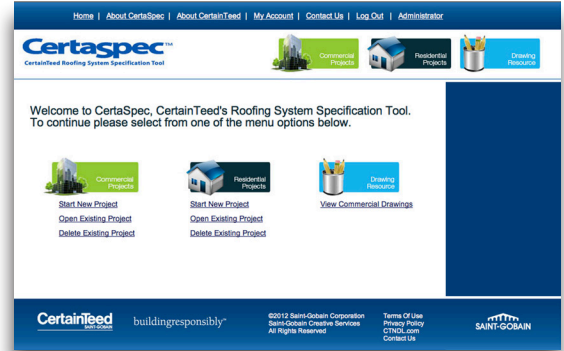 Home | About CertaSpec | About CertainTeed | My Account | Contact Us | Log Out | Administrator
Certaspec™
CertainTeed Roofing System Specification Tool
Commercial
Projects
Residential
Projects
Drawing
Resource
Welcome to CertaSpec, CertainTeed's Roofing System Specification Tool.
To continue please select from one of the menu options below.
Commercial
Projects
Start New Project
Open Existing Project
Delete Existing Project
Residential
Projects
Start New Project
Open Existing Project
Delete Existing Project
Drawing
Resource
View Commercial Drawings
CertainTeed
SAINT-GOBAIN
buildingresponsibly™
©2012 Saint-Gobain Corporation
Saint-Gobain Creative Services
All Rights Reserved
Terms Of Use
Privacy Policy
CTNDL.com
Contact Us
SAINT-GOBAIN